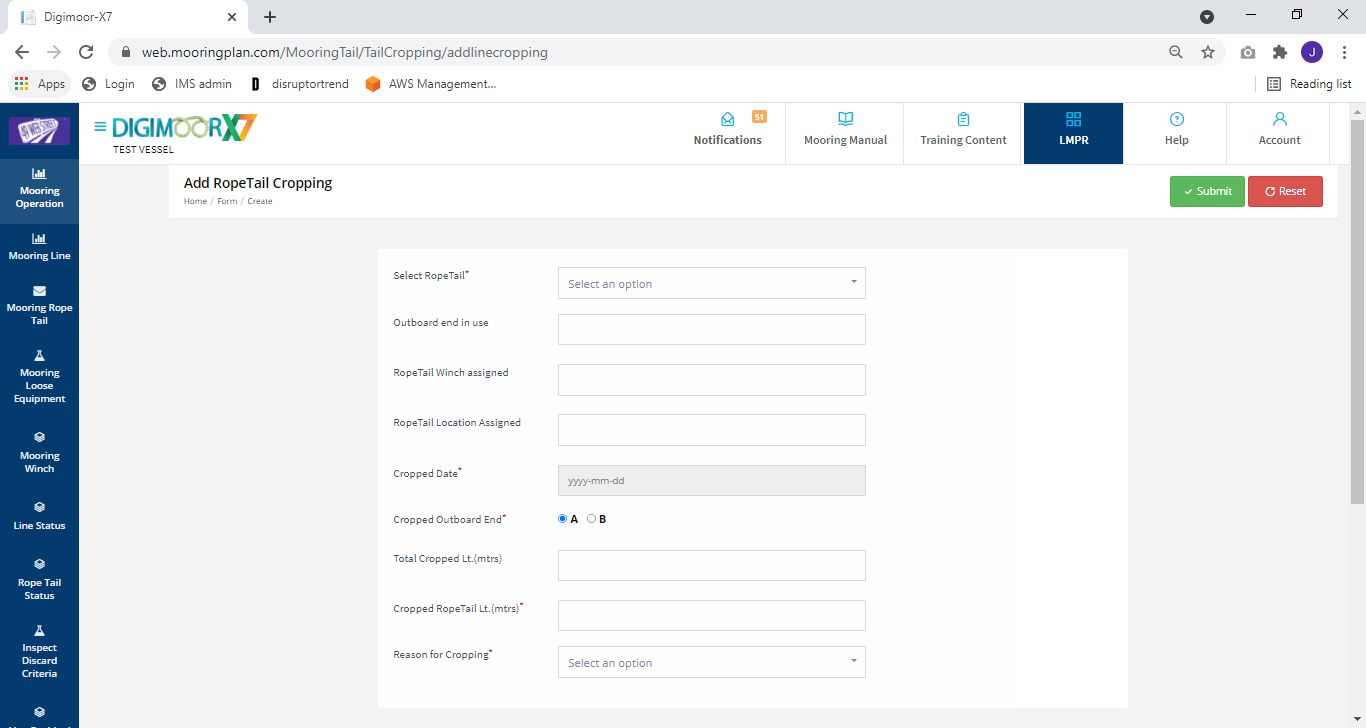 Digimoor-X7
web.mooringplan.com/MooringTail/TailCropping/addlinecropping
J
Apps
Login
IMS admin
disruptortrend
AWS Management...
Reading list
49 WEB STREET
DIGIMOORX7
TEST VESSEL
51
Notifications
Mooring Manual
Training Content
LMPR
Help
Account
Mooring
Operation
Mooring Line
Mooring Rope
Tail
Mooring
Loose
Equipment
Mooring
Winch
Line Status
Rope Tail
Status
Inspect
Discard
Criteria
Add RopeTail Cropping
Home / Form / Create
Submit
Reset
Select RopeTail*
Select an option
Outboard end in use
RopeTail Winch assigned
RopeTail Location Assigned
Cropped Date*
yyyy-mm-dd
Cropped Outboard End*
A B
Total Cropped Lt.(mtrs)
Cropped RopeTail Lt.(mtrs)*
Reason for Cropping*
Select an option